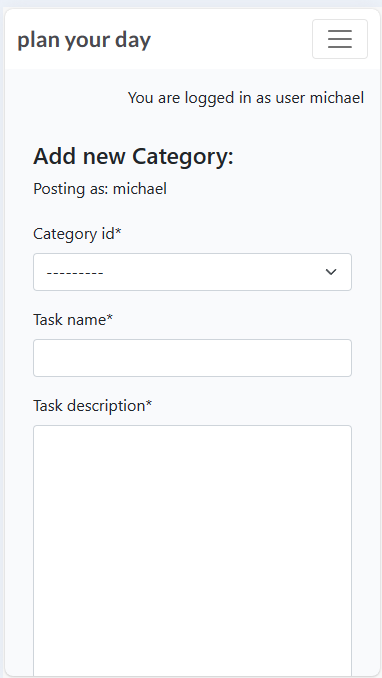 plan your day
You are logged in as user michael
Add new Category:
Posting as: michael
Category id*
---------
Task name*
Task description*